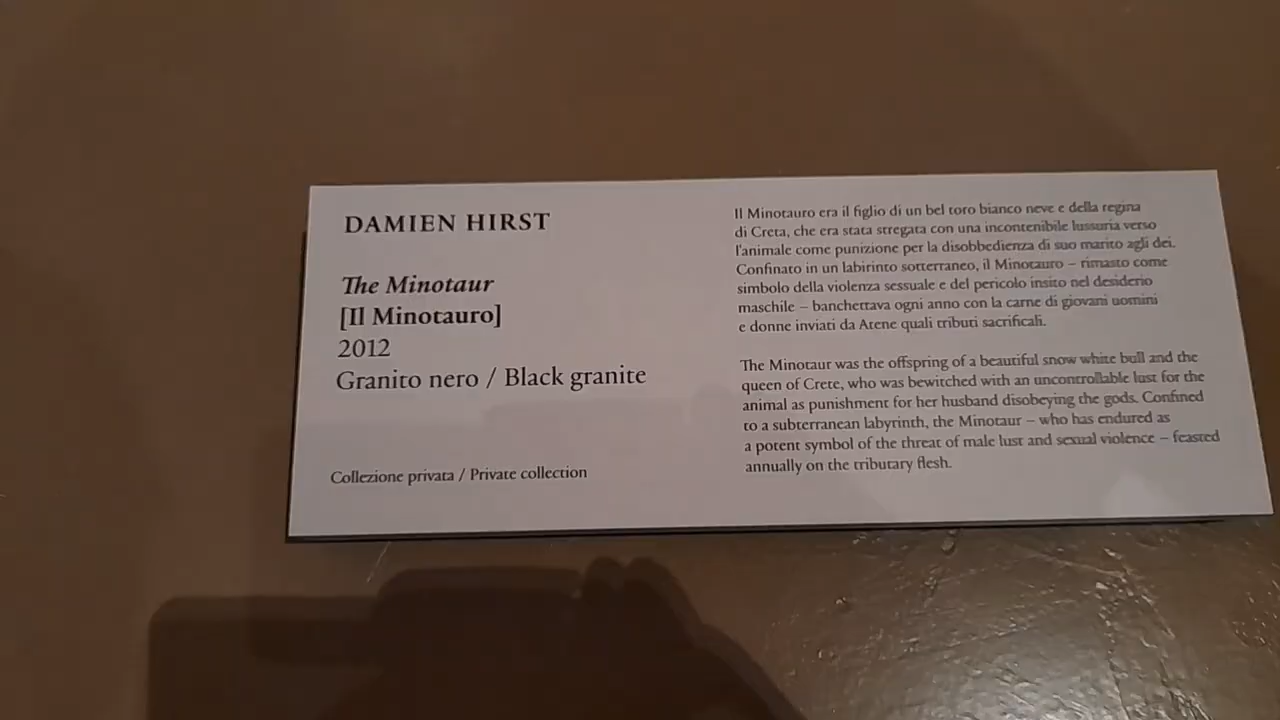 DAMIEN HIRST
The Minotaur
[Il Minotauro]
2012
Granito nero / Black granite
Collezione privata / Private collection
Il Minotauro era il figlio di un bel toro bianco neve e della regina
di Creta, che era stata stregata con una incontenibile lussuria verso
l'animale come punizione per la disobbedienza di suo marito agli dei.
Confinato in un labirinto sotterraneo, il Minotauro – rimasto come
simbolo della violenza sessuale e del pericolo insito nel desiderio
maschile – banchettava ogni anno con la carne di giovani uomini
e donne inviati da Atene quali tributi sacrificali.
The Minotaur was the offspring of a beautiful snow white bull and the
queen of Crete, who was bewitched with an uncontrollable lust for the
animal as punishment for her husband disobeying the gods. Confined
to a subterranean labyrinth, the Minotaur – who has endured as
a potent symbol of the threat of male lust and sexual violence – feasted
annually on the tributary flesh.